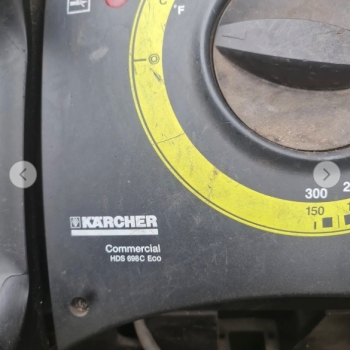 C
°F
300
150
KÄRCHER
Commercial
HDS 698C Eco